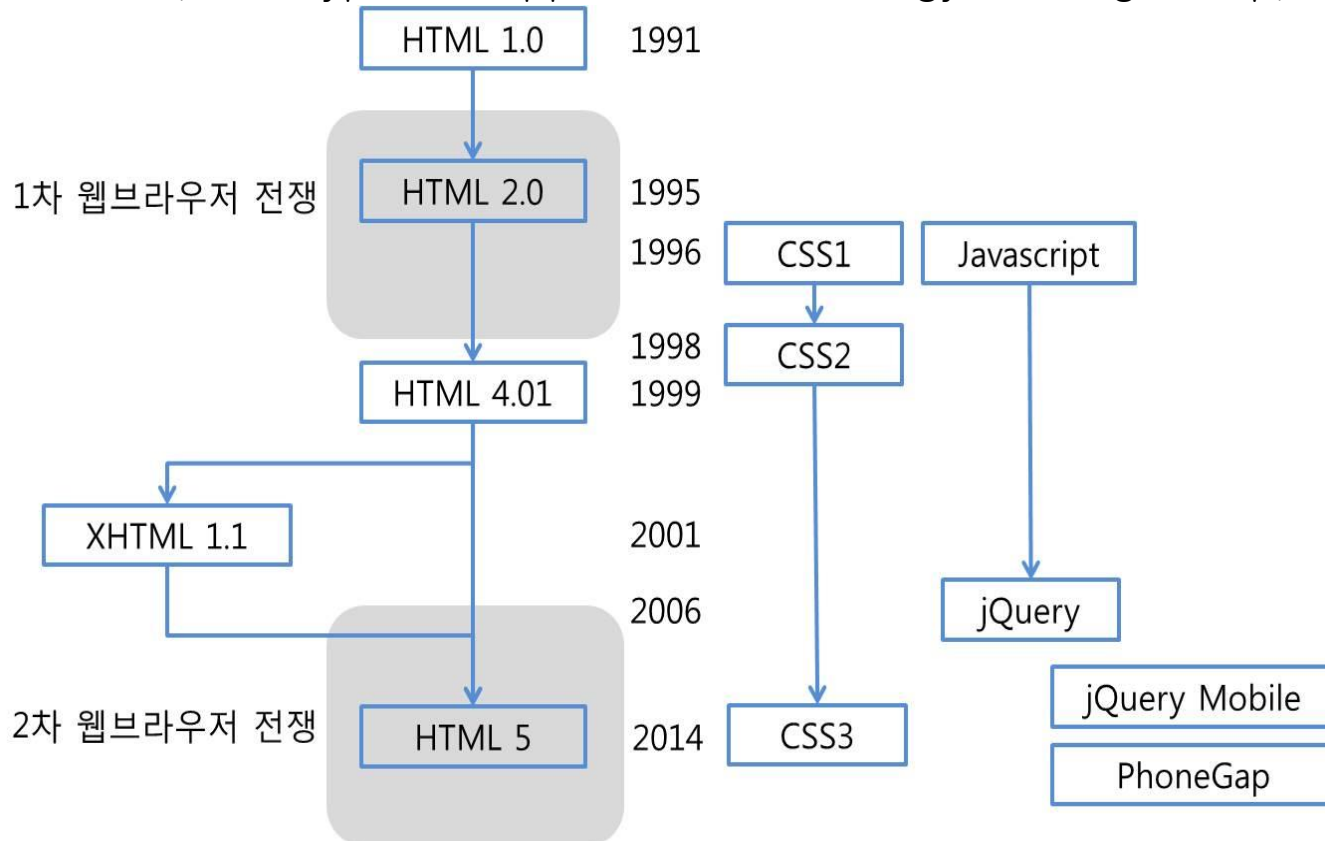 HTML 1.0 1991
1차 웹브라우저 전쟁 HTML 2.0 1995
1996 CSS1 Javascript
1998 CSS2
HTML 4.01 1999
XHTML 1.1 2001
2006 jQuery
jQuery Mobile
2차 웹브라우저 전쟁 HTML 5 2014 CSS3
PhoneGap